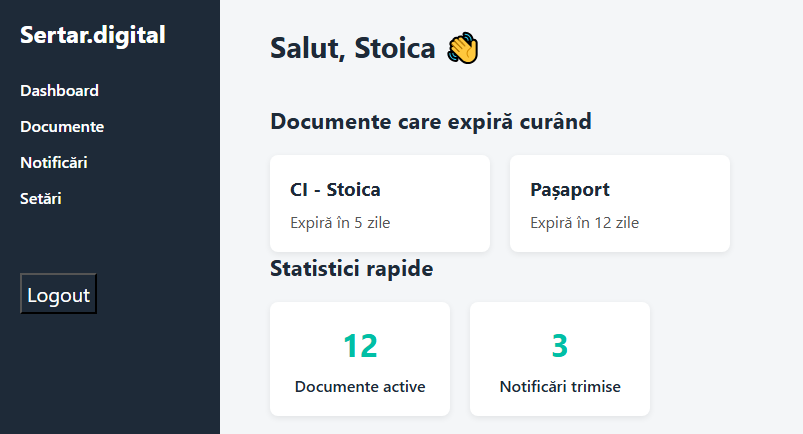 Sertar.digital
Dashboard
Documente
Notificări
Setări
Logout
Salut, Stoica 👋
Documente care expiră curând
CI - Stoica
Expiră în 5 zile
Pașaport
Expiră în 12 zile
Statistici rapide
12
Documente active
3
Notificări trimise